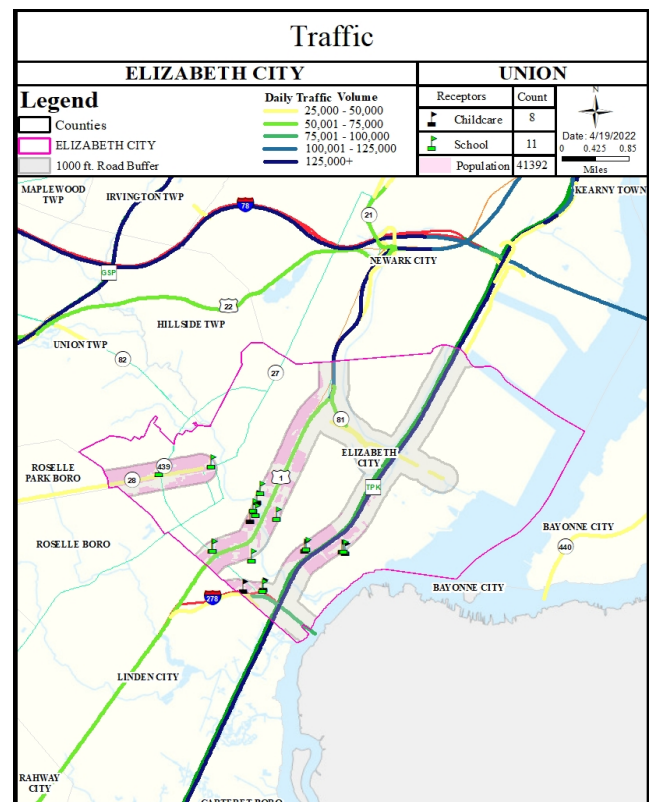 Traffic
ELIZABETH CITY
UNION
Legend
Counties
ELIZABETH CITY
1000 ft. Road Buffer
Daily Traffic Volume
25,000 - 50,000
50,001 - 75,000
75,001 - 100,000
100,001 - 125,000
125,000+
Receptors Count
Childcare 8
School 11
Population 41392
N
Date: 4/19/2022
0 0.425 0.85
Miles
MAPLEWOOD
TWP
IRVINGTON TWP
KEARNY TOWN
78
21
GSP
NEWARK CITY
22
HILLSIDE TWP
UNION TWP
82
27
81
ELIZABETH
CITY
ROSELLE
PARK BORO
439
28
1
TPK
ROSELLE BORO
BAYONNE CITY
440
BAYONNE CITY
278
LINDEN CITY
RAHWAY
CITY
CARTERET BORO